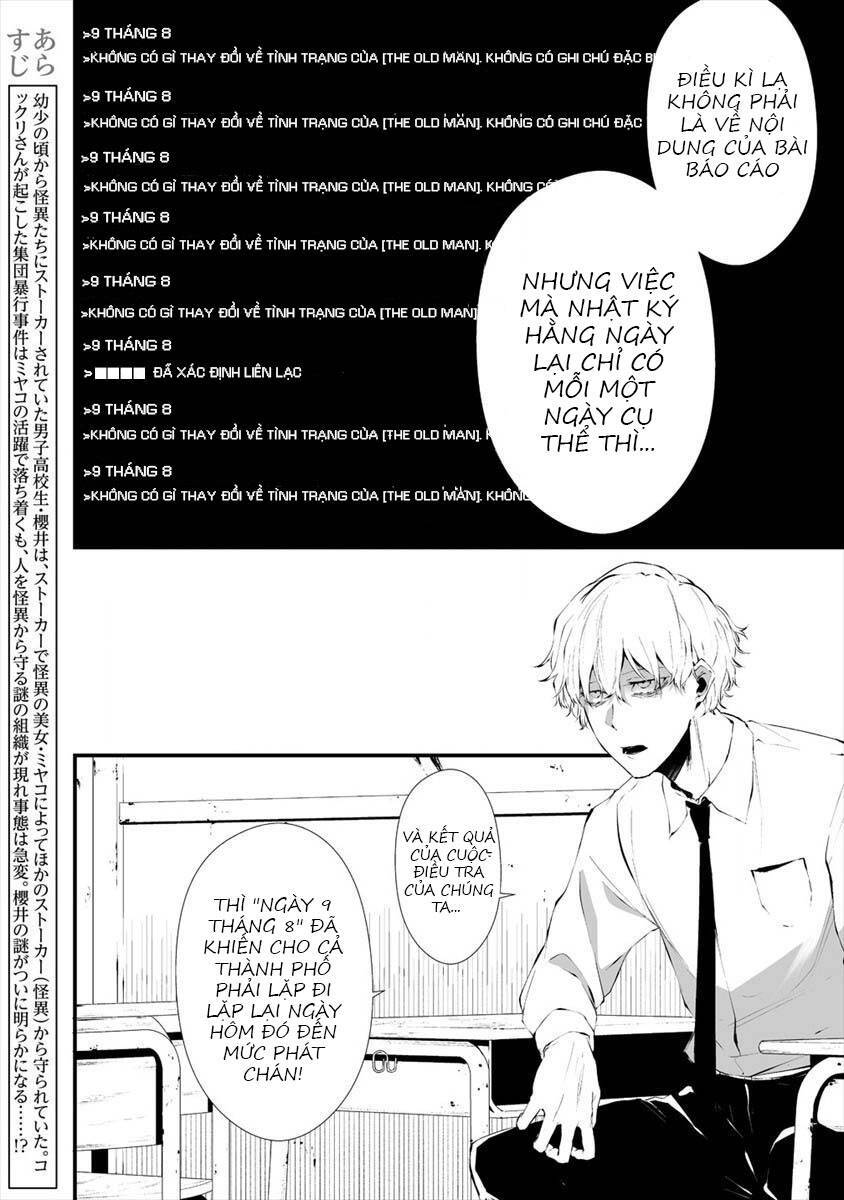 ĐIỀU KÌ LẠ
KHÔNG PHẢI
LÀ VỀ NỘI
DUNG CỦA BÀI
BÁO CÁO
>9 THÁNG 8
>KHÔNG CÓ GÌ THAY ĐỔI VỀ TÌNH TRẠNG CỦA [THE OLD MAN]. KHÔNG CÓ GHI CHÚ ĐẶC
>9 THÁNG 8
>KHÔNG CÓ GÌ THAY ĐỔI VỀ TÌNH TRẠNG CỦA [THE OLD MAN]. KHÔNG CÓ GHI CHÚ ĐẶC
>9 THÁNG 8
>KHÔNG CÓ GÌ THAY ĐỔI VỀ TÌNH TRẠNG CỦA [THE OLD MAN]. KHÔNG CÓ
>9 THÁNG 8
>KHÔNG CÓ GÌ THAY ĐỔI VỀ TÌNH TRẠNG CỦA [THE OLD MAN].
>9 THÁNG 8
>KHÔNG CÓ GÌ THAY ĐỔI VỀ TÌNH TRẠNG CỦA [THE OLD MAN]
>9 THÁNG 8
>■■■■ ĐÃ XÁC ĐỊNH LIÊN LẠC
>9 THÁNG 8
>KHÔNG CÓ GÌ THAY ĐỔI VỀ TÌNH TRẠNG CỦA [THE OLD MAN].
>9 THÁNG 8
>KHÔNG CÓ GÌ THAY ĐỔI VỀ TÌNH TRẠNG CỦA [THE OLD MAN]. KHÔNG
NHƯNG VIỆC
MÀ NHẬT KÝ
HẰNG NGÀY
LẠI CHỈ CÓ
MỖI MỘT
NGÀY CỤ
THỂ THÌ...
VÀ KẾT QUẢ
CỦA CUỘC
ĐIỀU TRA
CỦA CHÚNG
TA...
THÌ "NGÀY 9
THÁNG 8" ĐÃ
KHIẾN CHO CẢ
THÀNH PHỐ
PHẢI LẶP ĐI
LẶP LẠI NGÀY
HÔM ĐÓ ĐẾN
MỨC PHÁT
CHÁN!
あら
すじ
幼少の頃から怪異たちにストーカーされていた男子高校生・櫻井は、ストーカーで怪異の美女・ミヤコによってほかのストーカー(怪異)から守られていた。コ
ックリさんが起こした集団暴行事件はミヤコの活躍で落ち着くも、人を怪異から守る謎の組織が現れ事態は急変。櫻井の謎がついに明らかになる……!?